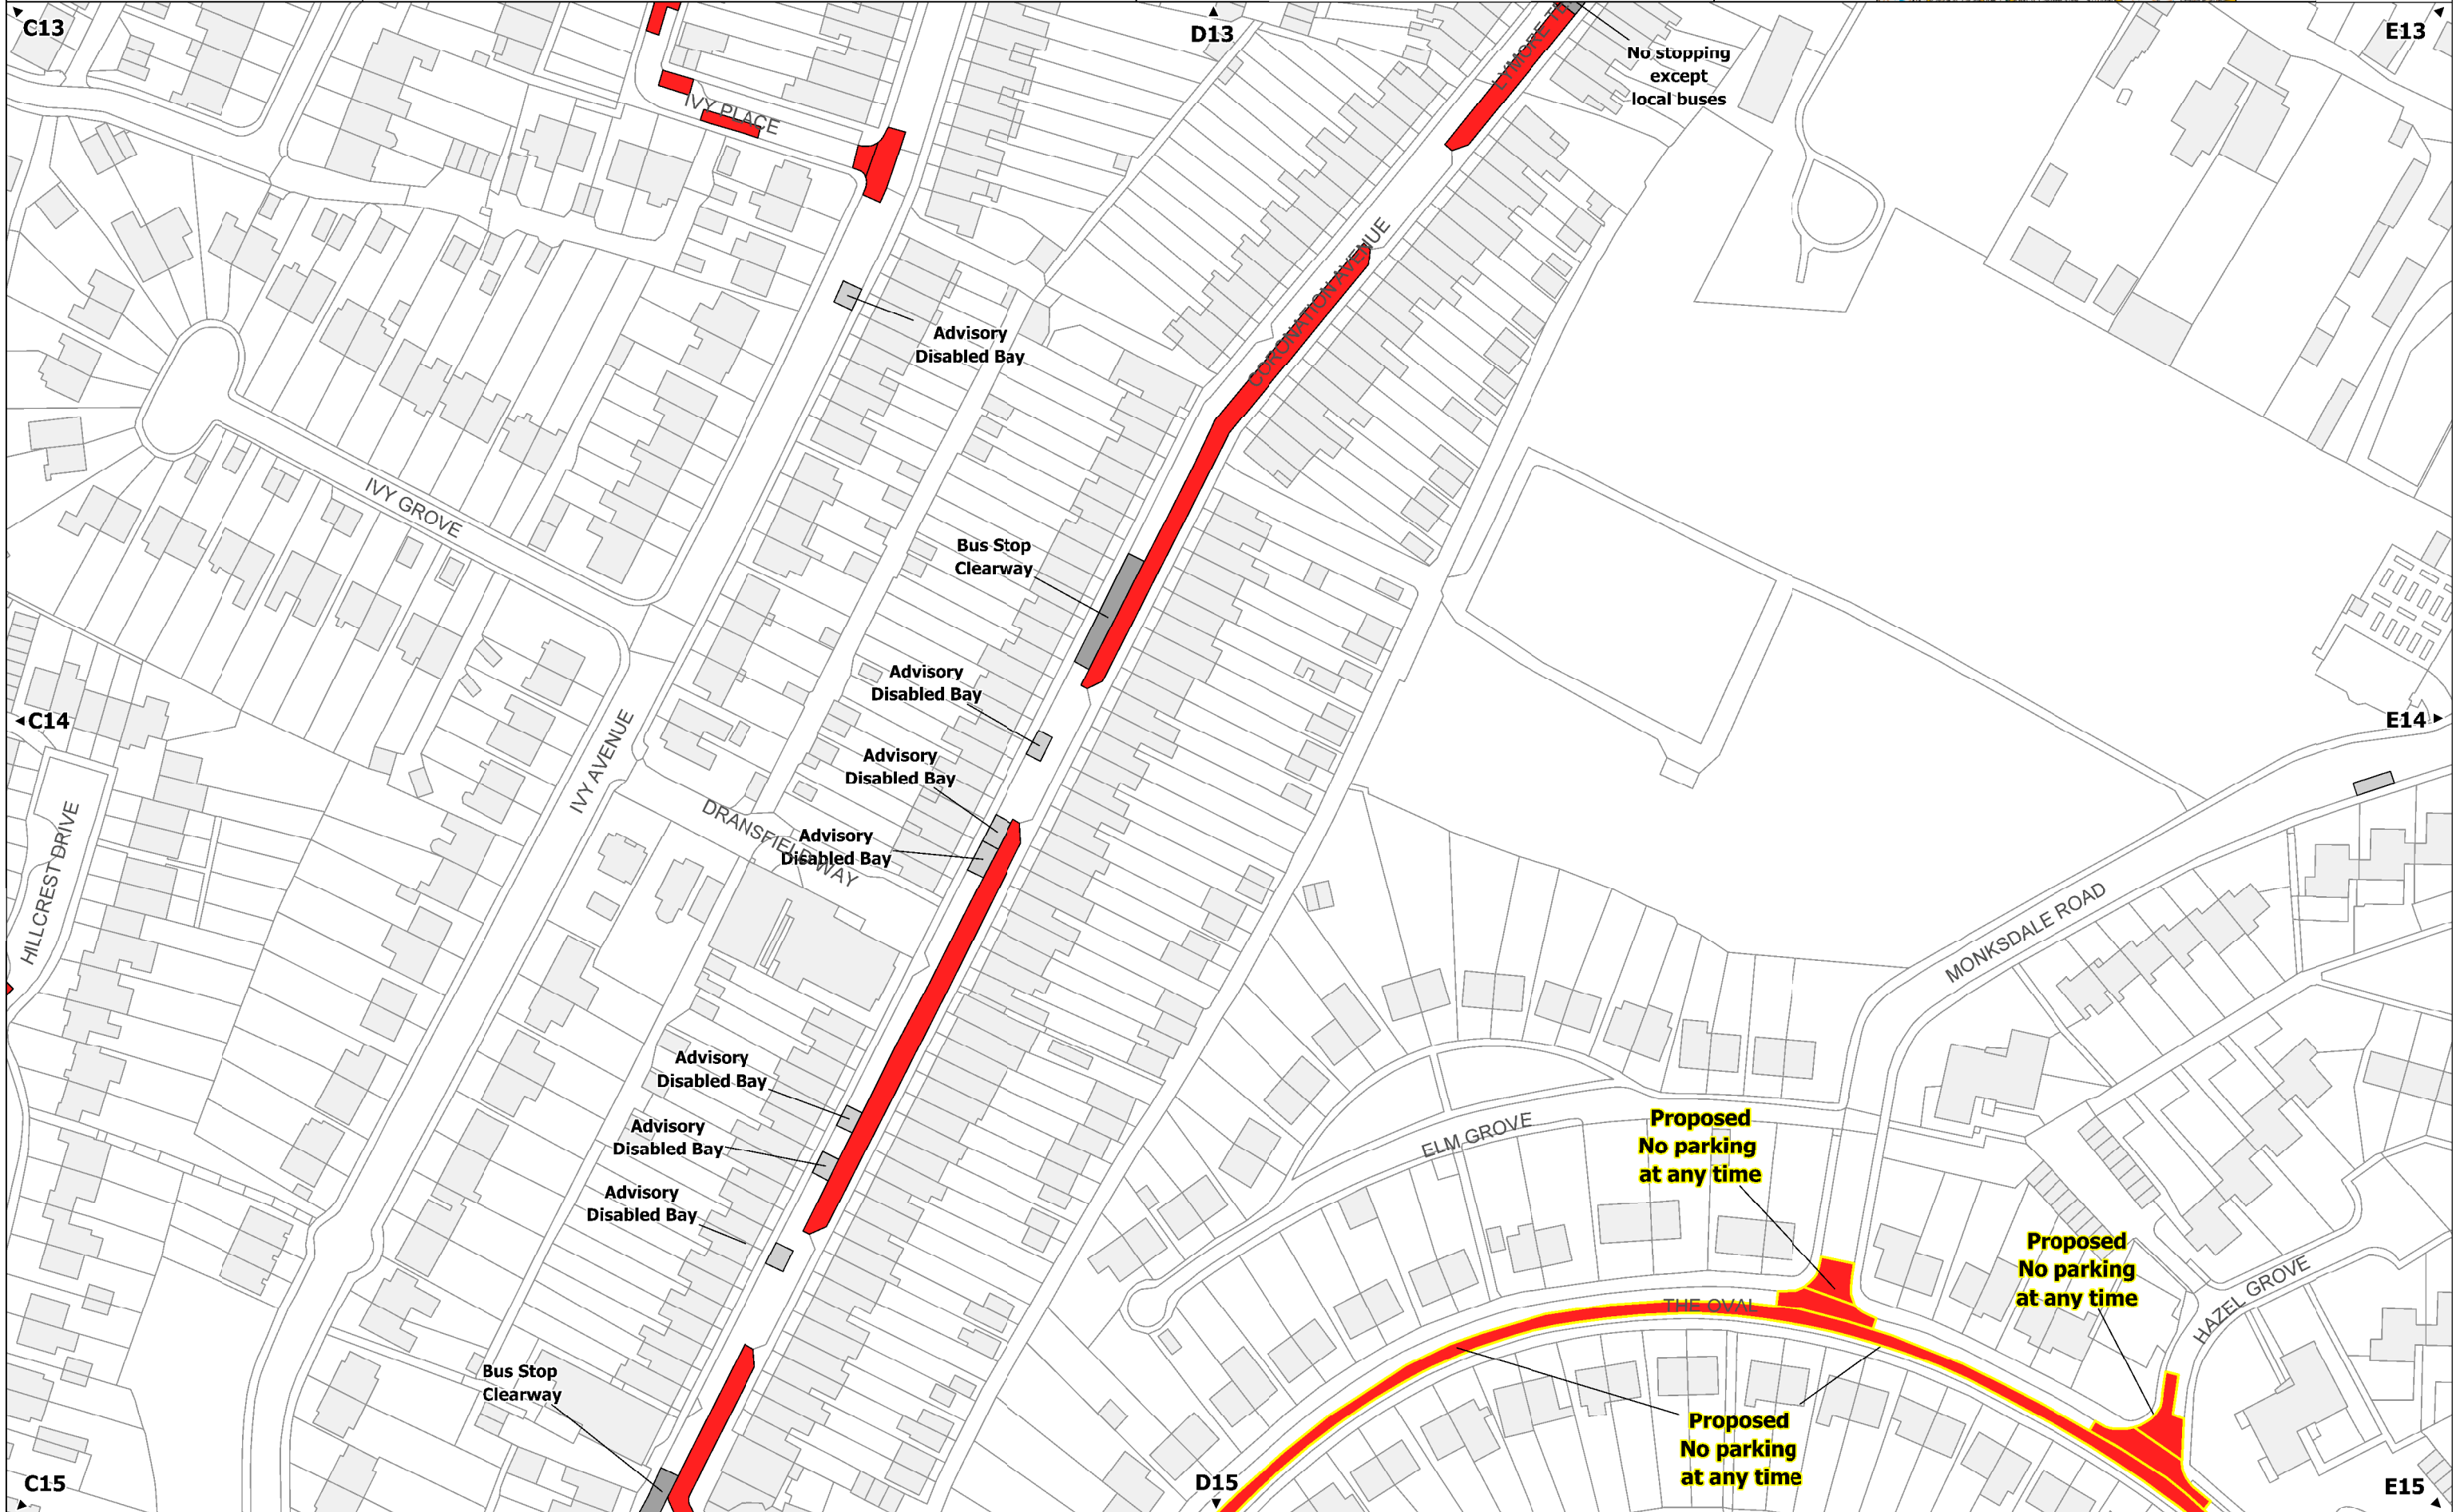 C13
D13
E13
LYMORE
No stopping
except
local buses
IVY PLACE
CORONATION AVENUE
Advisory
Disabled Bay
IVY GROVE
Bus Stop
Clearway
Advisory
Disabled Bay
C14
E14
IVY AVENUE
Advisory
Disabled Bay
DRANSFIELD WAY
Advisory
Disabled Bay
HILLCREST DRIVE
MONKSDALE ROAD
Advisory
Disabled Bay
Advisory
Disabled Bay
ELM GROVE
Proposed
No parking
at any time
Advisory
Disabled Bay
Proposed
No parking
at any time
HAZEL GROVE
THE OVAL
Bus Stop
Clearway
Proposed
No parking
at any time
C15
D15
E15